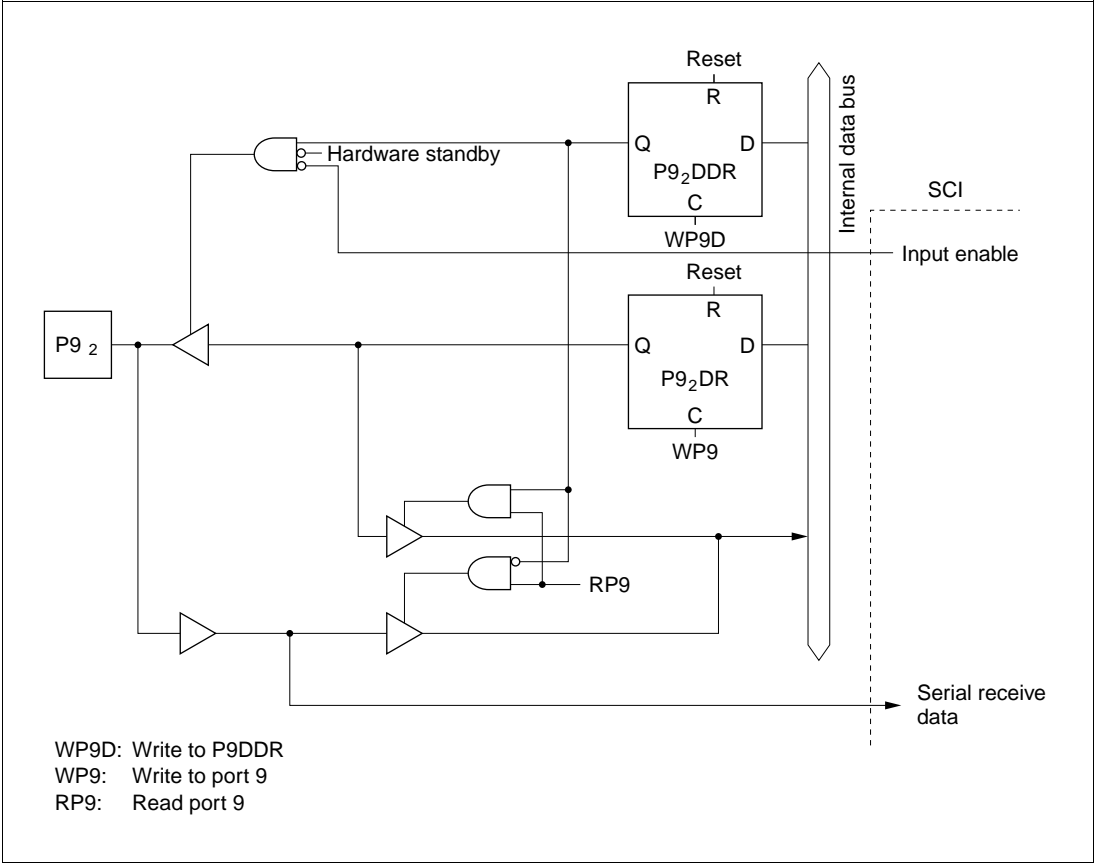 Reset
R
Q
D
P92DDR
C
WP9D
Hardware standby
Internal data bus
SCI
Input enable
Reset
R
Q
D
P92DR
C
WP9
P9 2
RP9
Serial receive
data
WP9D: Write to P9DDR
WP9: Write to port 9
RP9: Read port 9